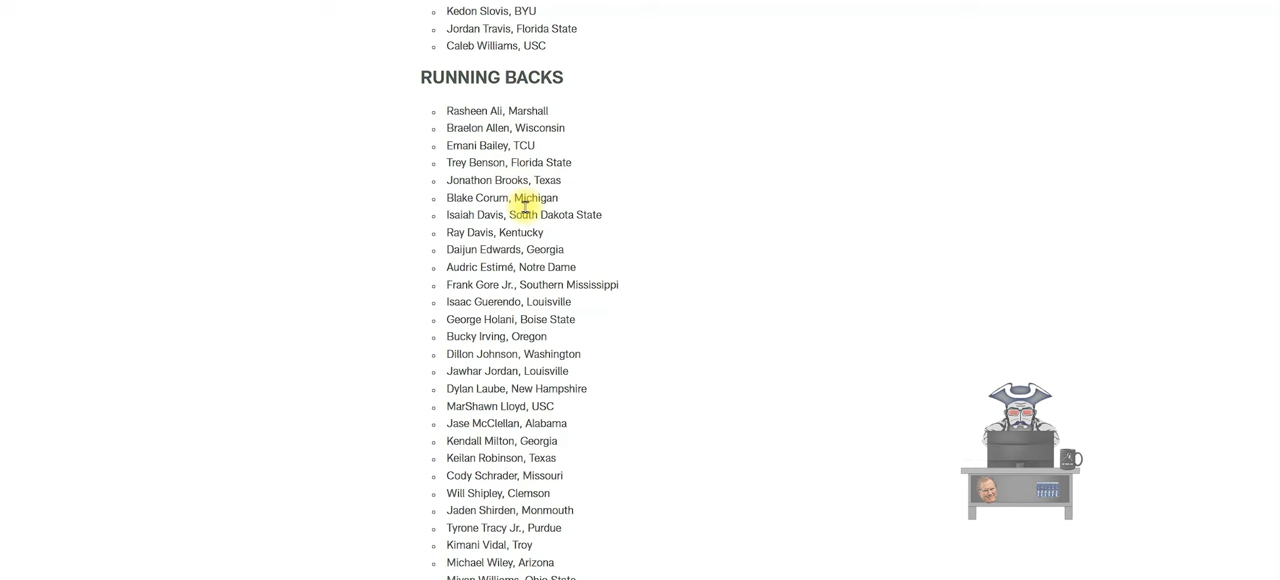 Kedon Slovis, BYU
Jordan Travis, Florida State
Caleb Williams, USC
RUNNING BACKS
Rasheen Ali, Marshall
Braelon Allen, Wisconsin
Emani Bailey, TCU
Trey Benson, Florida State
Jonathon Brooks, Texas
Blake Corum, Michigan
Isaiah Davis, South Dakota State
Ray Davis, Kentucky
Daijun Edwards, Georgia
Audric Estimé, Notre Dame
Frank Gore Jr., Southern Mississippi
Isaac Guerendo, Louisville
George Holani, Boise State
Bucky Irving, Oregon
Dillon Johnson, Washington
Jawhar Jordan, Louisville
Dylan Laube, New Hampshire
MarShawn Lloyd, USC
Jase McClellan, Alabama
Kendall Milton, Georgia
Keilan Robinson, Texas
Cody Schrader, Missouri
Will Shipley, Clemson
Jaden Shirden, Monmouth
Tyrone Tracy Jr., Purdue
Kimani Vidal, Troy
Michael Wiley, Arizona
Miyan Williams, Ohio State